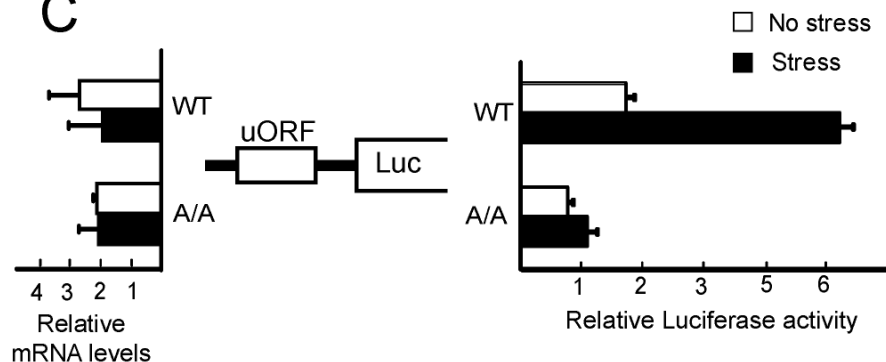 C
No stress
Stress
WT
uORF
Luc
A/A
4 3 2 1
Relative
mRNA levels
WT
A/A
1 2 3 5 6
Relative Luciferase activity